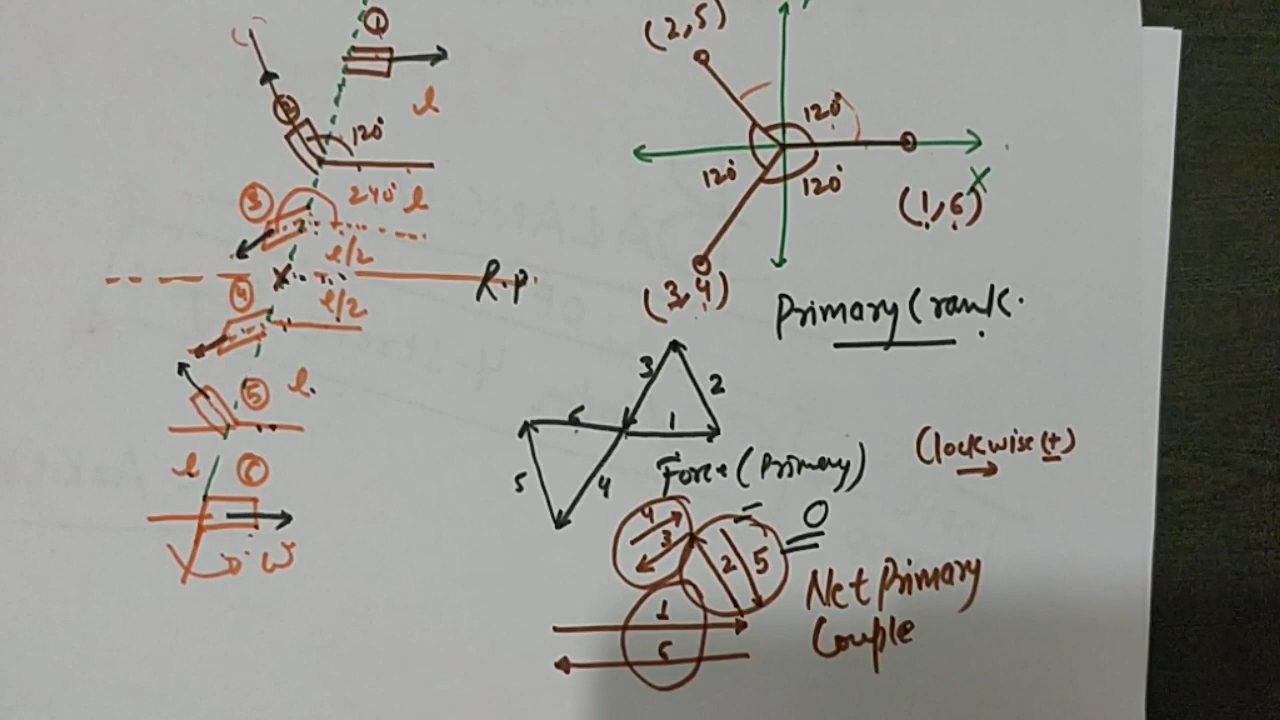 1
l
2
120°
3
240° l
l/2
R.P.
4
l/2
5
l.
l
6
ω
(2,5)
120°
120°
120°
X
(1,6)
(3,4)
Primary Crank.
3
2
6
1
5
4
Force (Primary)
Clockwise (+)
4
3
2
5
0
Net Primary
Couple
1
6